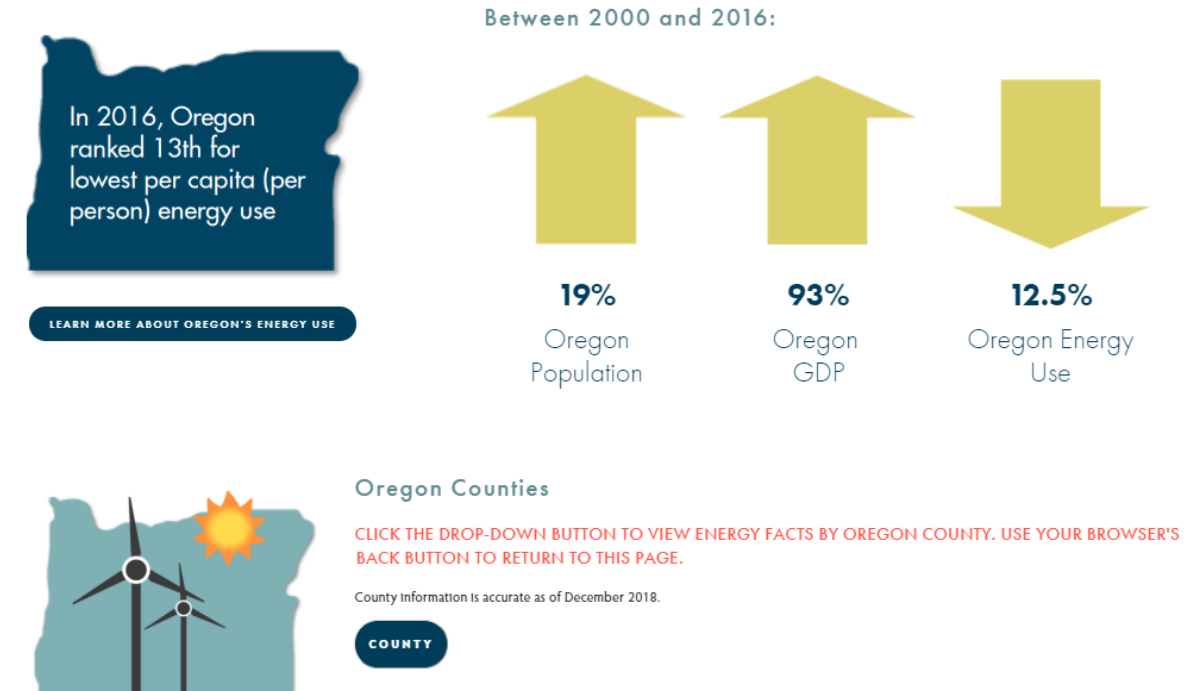 In 2016, Oregon
ranked 13th for
lowest per capita (per
person) energy use
LEARN MORE ABOUT OREGON'S ENERGY USE
Between 2000 and 2016:
19%
Oregon
Population
93%
Oregon
GDP
12.5%
Oregon Energy
Use
Oregon Counties
CLICK THE DROP-DOWN BUTTON TO VIEW ENERGY FACTS BY OREGON COUNTY. USE YOUR BROWSER'S
BACK BUTTON TO RETURN TO THIS PAGE.
County information is accurate as of December 2018.
COUNTY